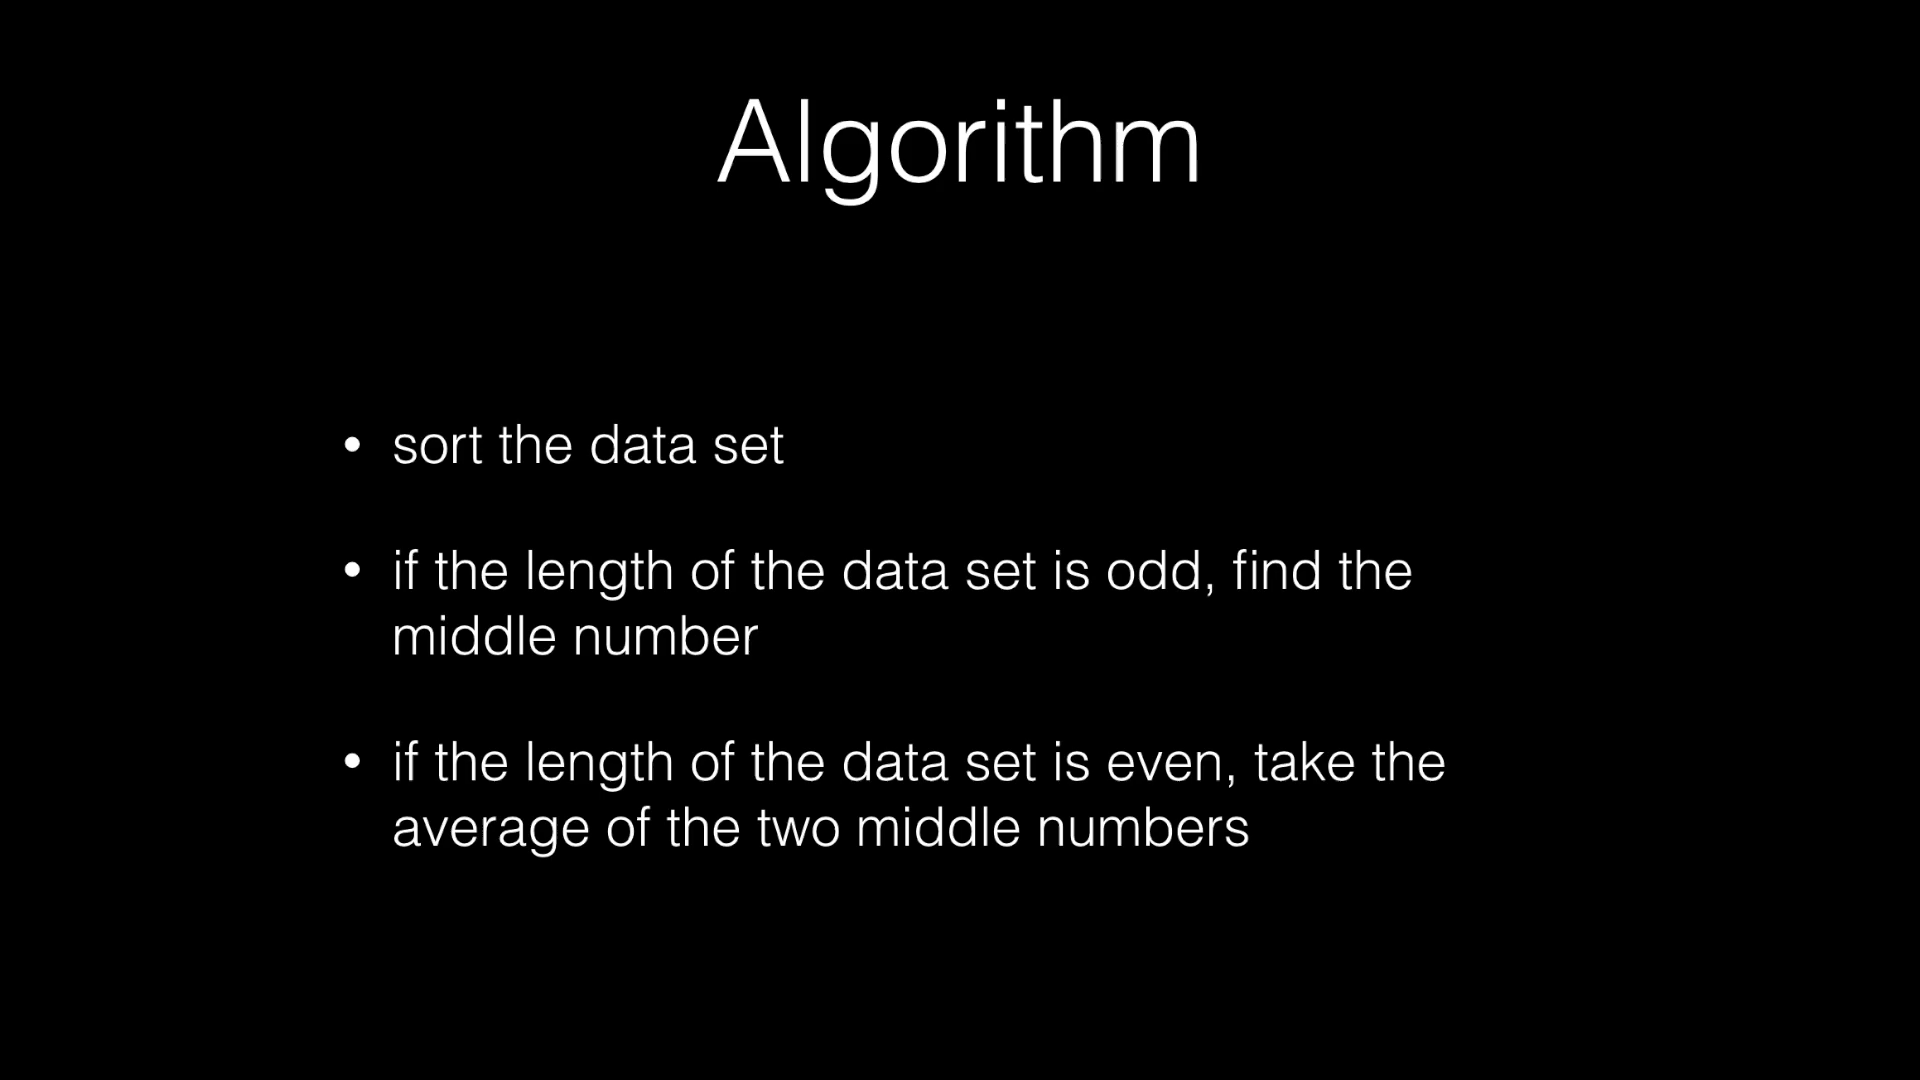 Algorithm
• sort the data set
• if the length of the data set is odd, find the
middle number
• if the length of the data set is even, take the
average of the two middle numbers